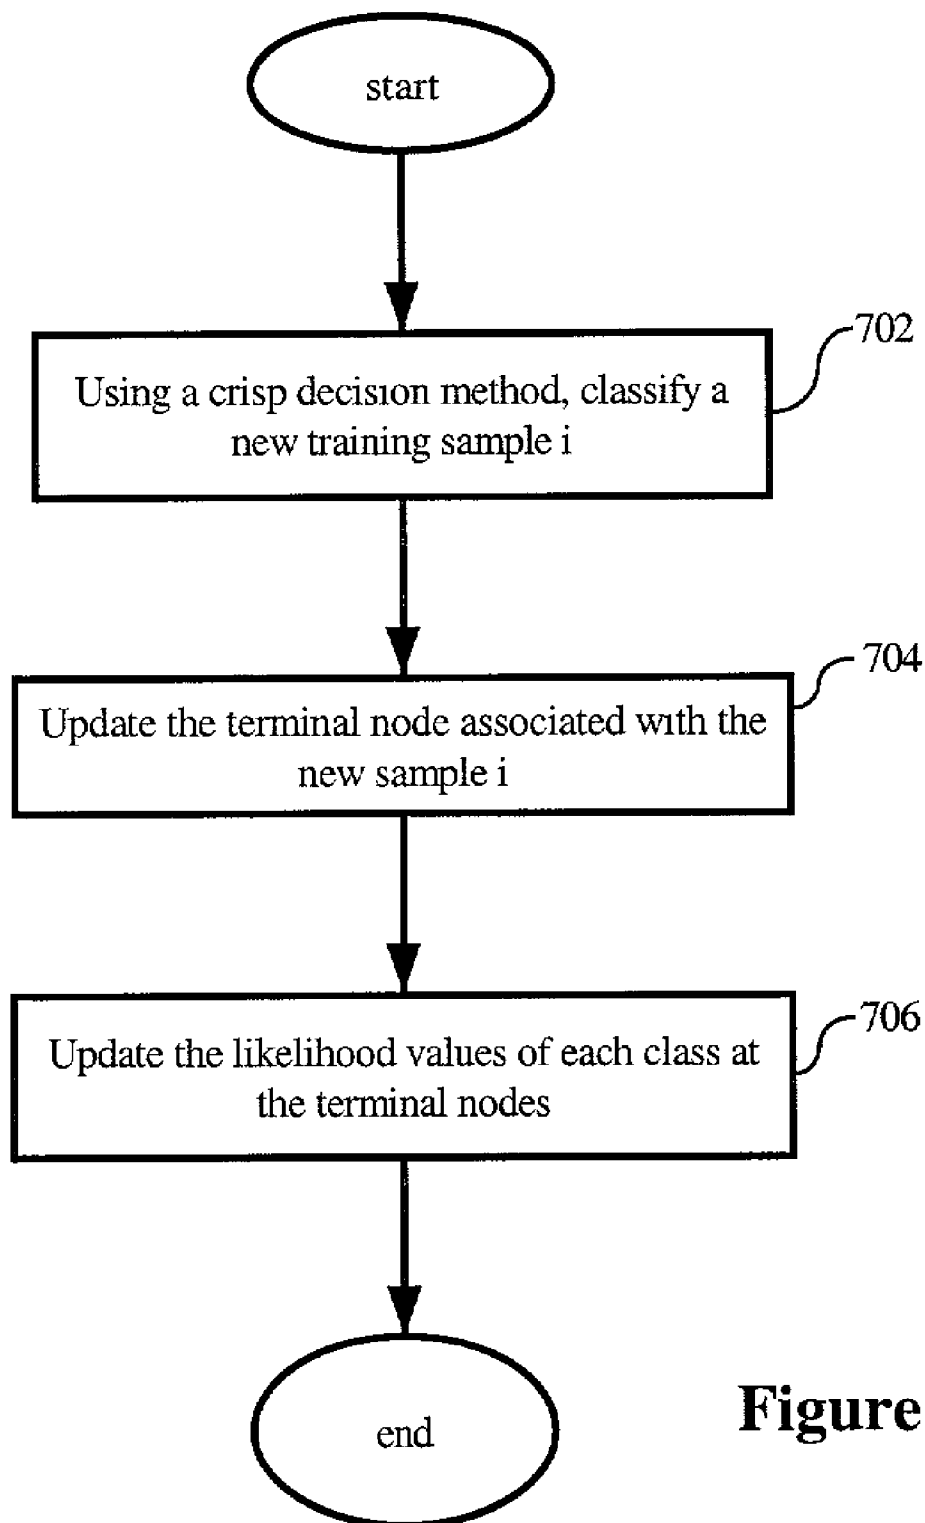 start
702
Using a crisp decision method, classify a
new training sample i
704
Update the terminal node associated with the
new sample i
706
Update the likelihood values of each class at
the terminal nodes
end
Figure